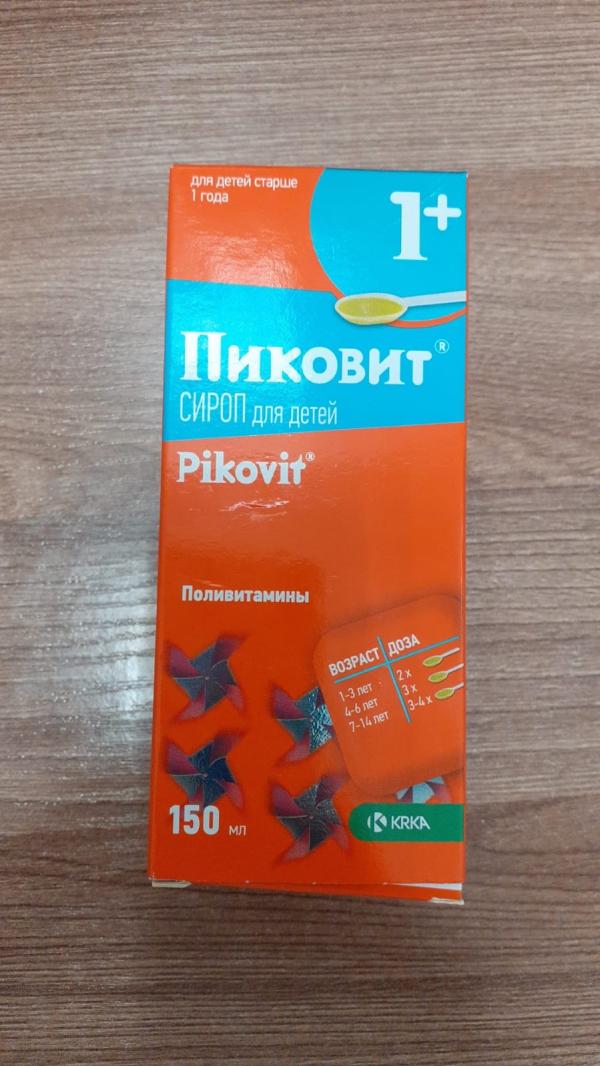 для детей старше
1 года
1+
Пиковит®
СИРОП для детей
Pikovit®
Поливитамины
ВОЗРАСТ ДОЗА
1-3 лет 2 x
4-6 лет 3 x
7-14 лет 3-4 x
150 мл
KRKA